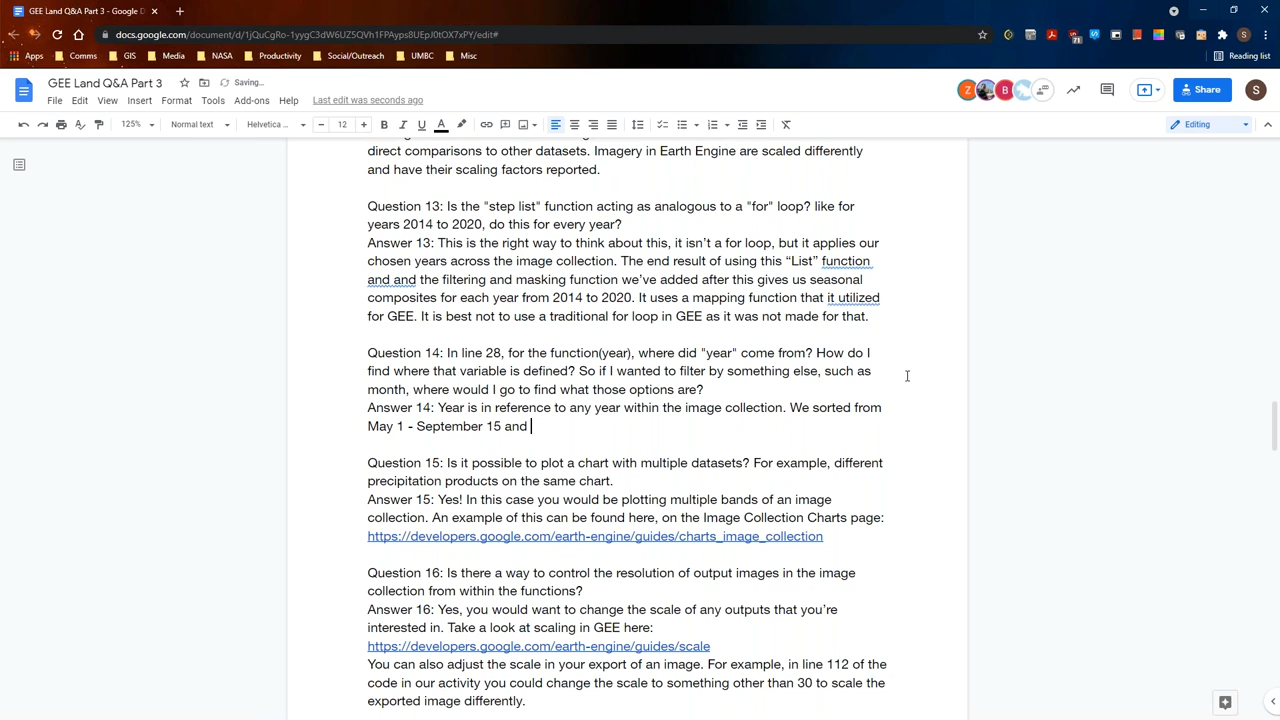 GEE Land Q&A Part 3 - Google D
docs.google.com/document/d/1jQuCgRo-1yygC3dW6UZ5QVh1FPAyps8UEpJ0tOX7xPY/edit#
Apps Comms GIS Media NASA Productivity Social/Outreach UMBC Misc Reading list
GEE Land Q&A Part 3 Saving...
File Edit View Insert Format Tools Add-ons Help Last edit was seconds ago
Z B Share S
125% Normal text Helvetica ... 12 B I U A Editing
direct comparisons to other datasets. Imagery in Earth Engine are scaled differently
and have their scaling factors reported.
Question 13: Is the "step list" function acting as analogous to a "for" loop? like for
years 2014 to 2020, do this for every year?
Answer 13: This is the right way to think about this, it isn't a for loop, but it applies our
chosen years across the image collection. The end result of using this “List” function
and and the filtering and masking function we've added after this gives us seasonal
composites for each year from 2014 to 2020. It uses a mapping function that it utilized
for GEE. It is best not to use a traditional for loop in GEE as it was not made for that.
Question 14: In line 28, for the function(year), where did "year" come from? How do I
find where that variable is defined? So if I wanted to filter by something else, such as
month, where would I go to find what those options are?
Answer 14: Year is in reference to any year within the image collection. We sorted from
May 1 - September 15 and
Question 15: Is it possible to plot a chart with multiple datasets? For example, different
precipitation products on the same chart.
Answer 15: Yes! In this case you would be plotting multiple bands of an image
collection. An example of this can be found here, on the Image Collection Charts page:
https://developers.google.com/earth-engine/guides/charts_image_collection
Question 16: Is there a way to control the resolution of output images in the image
collection from within the functions?
Answer 16: Yes, you would want to change the scale of any outputs that you're
interested in. Take a look at scaling in GEE here:
https://developers.google.com/earth-engine/guides/scale
You can also adjust the scale in your export of an image. For example, in line 112 of the
code in our activity you could change the scale to something other than 30 to scale the
exported image differently.